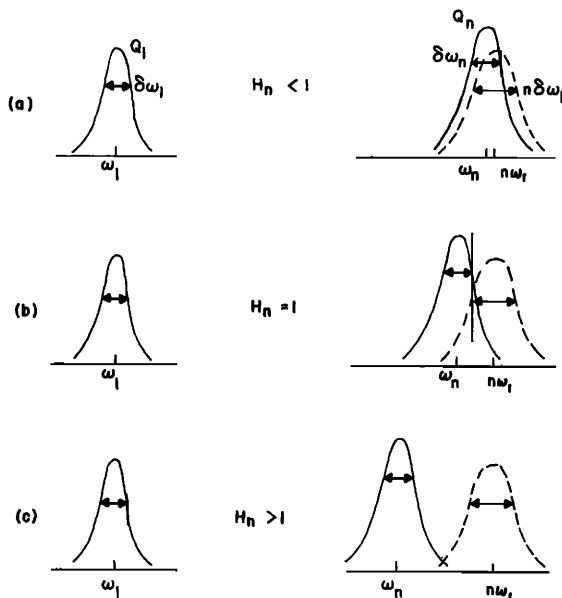 (a)
Q₁
δω₁
ω₁
Hₙ < 1
Qₙ
δωₙ
n δω₁
ωₙ
nω₁
(b)
ω₁
Hₙ = 1
ωₙ
nω₁
(c)
ω₁
Hₙ > 1
ωₙ
nω₁